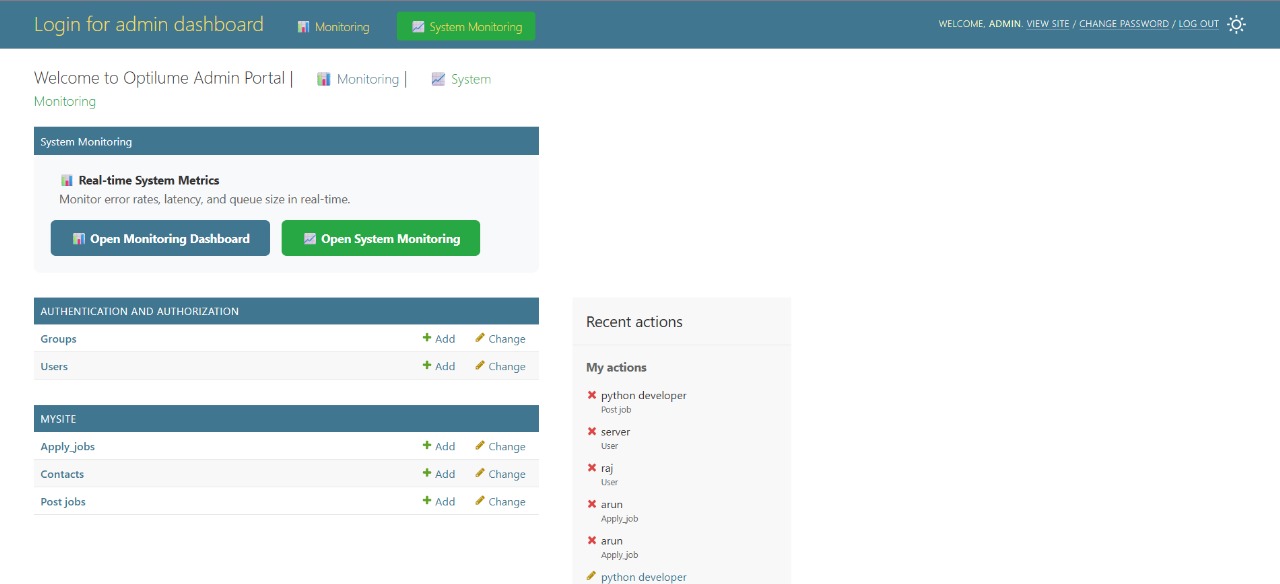 Login for admin dashboard
Monitoring
System Monitoring
WELCOME, ADMIN. VIEW SITE / CHANGE PASSWORD / LOG OUT
Welcome to Optilume Admin Portal | Monitoring | System
Monitoring
System Monitoring
Real-time System Metrics
Monitor error rates, latency, and queue size in real-time.
Open Monitoring Dashboard
Open System Monitoring
AUTHENTICATION AND AUTHORIZATION
Groups Add Change
Users Add Change
MYSITE
Apply_jobs Add Change
Contacts Add Change
Post jobs Add Change
Recent actions
My actions
python developer
Post job
server
User
raj
User
arun
Apply_job
arun
Apply_job
python developer